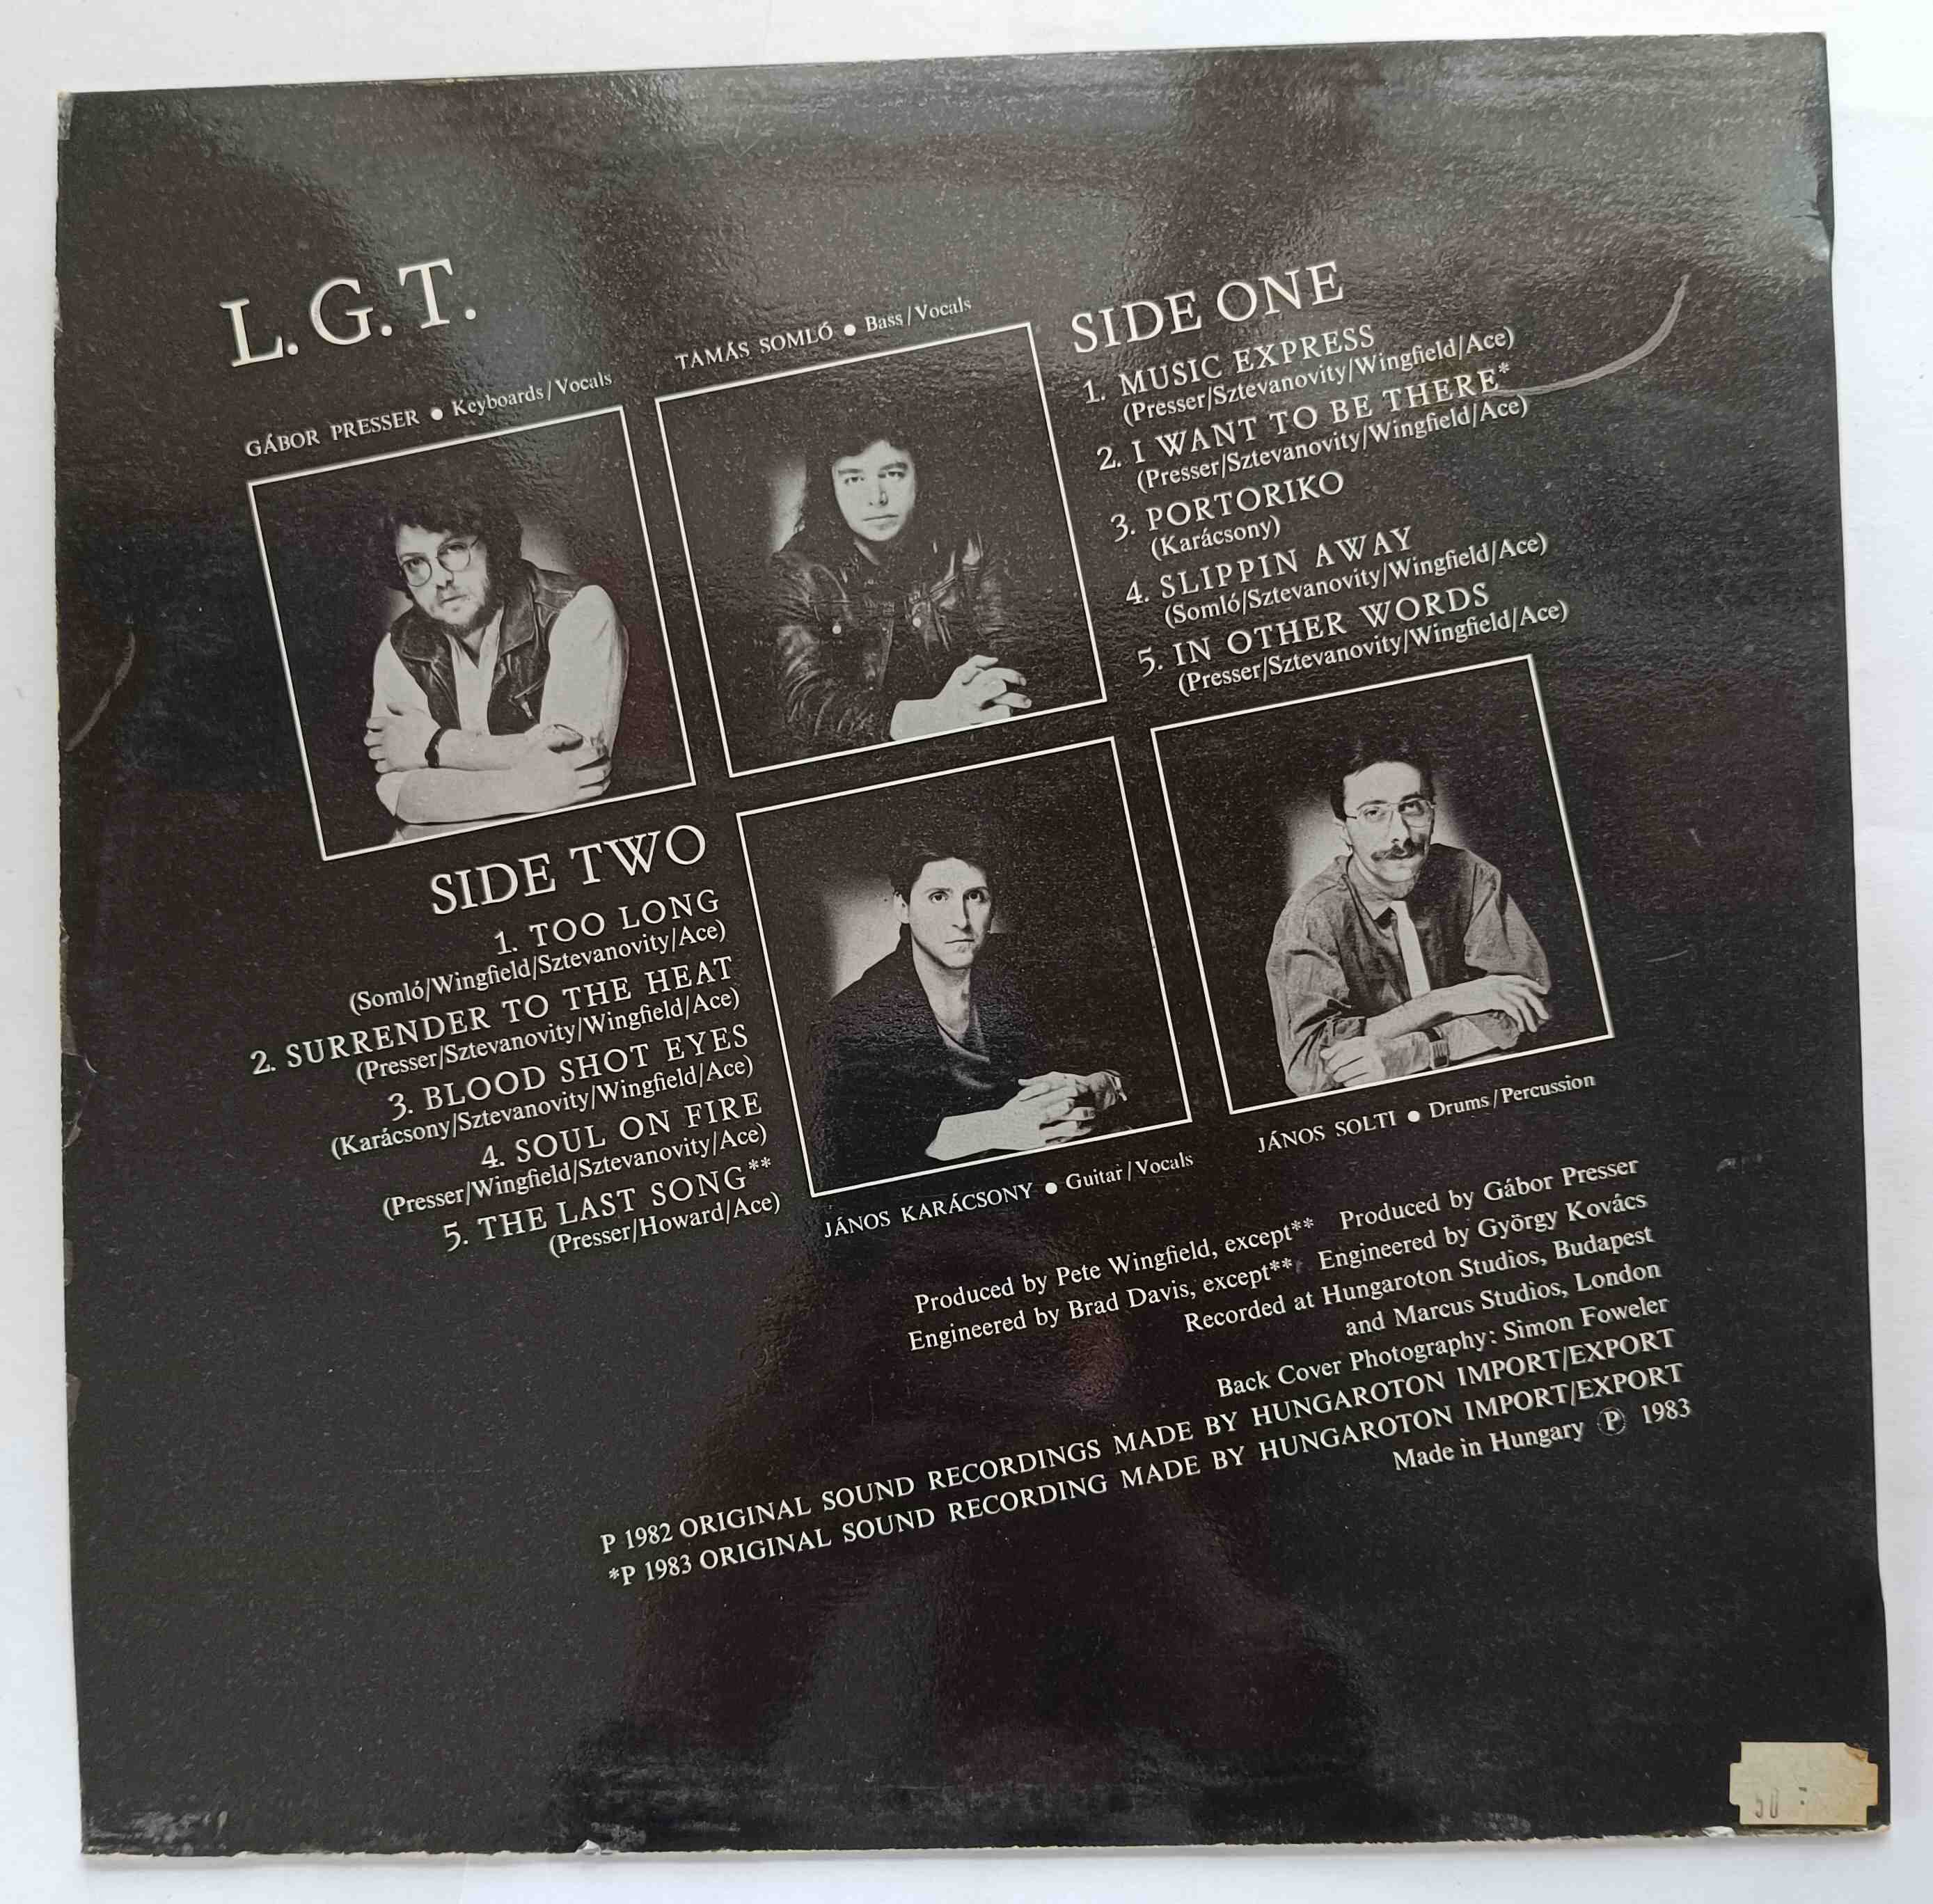 L.G.T.
GÁBOR PRESSER ● Keyboards/Vocals
TAMÁS SOMLÓ ● Bass/Vocals
SIDE ONE
1. MUSIC EXPRESS
(Presser/Sztevanovity/Wingfield/Ace)
2. I WANT TO BE THERE*
(Presser/Sztevanovity/Wingfield/Ace)
3. PORTORIKO
(Karácsony)
4. SLIPPIN AWAY
(Somló/Sztevanovity/Wingfield/Ace)
5. IN OTHER WORDS
(Presser/Sztevanovity/Wingfield/Ace)
SIDE TWO
1. TOO LONG
(Somló/Wingfield/Sztevanovity/Ace)
2. SURRENDER TO THE HEAT
(Presser/Sztevanovity/Wingfield/Ace)
3. BLOOD SHOT EYES
(Karácsony/Sztevanovity/Wingfield/Ace)
4. SOUL ON FIRE
(Presser/Wingfield/Sztevanovity/Ace)
5. THE LAST SONG**
(Presser/Howard/Ace)
JÁNOS KARÁCSONY ● Guitar/Vocals
JÁNOS SOLTI ● Drums/Percussion
Produced by Pete Wingfield, except** Produced by Gábor Presser
Engineered by Brad Davis, except** Engineered by György Kovács
Recorded at Hungaroton Studios, Budapest
and Marcus Studios, London
Back Cover Photography: Simon Foweler
P 1982 ORIGINAL SOUND RECORDINGS MADE BY HUNGAROTON IMPORT/EXPORT
*P 1983 ORIGINAL SOUND RECORDING MADE BY HUNGAROTON IMPORT/EXPORT
Made in Hungary Ⓟ 1983